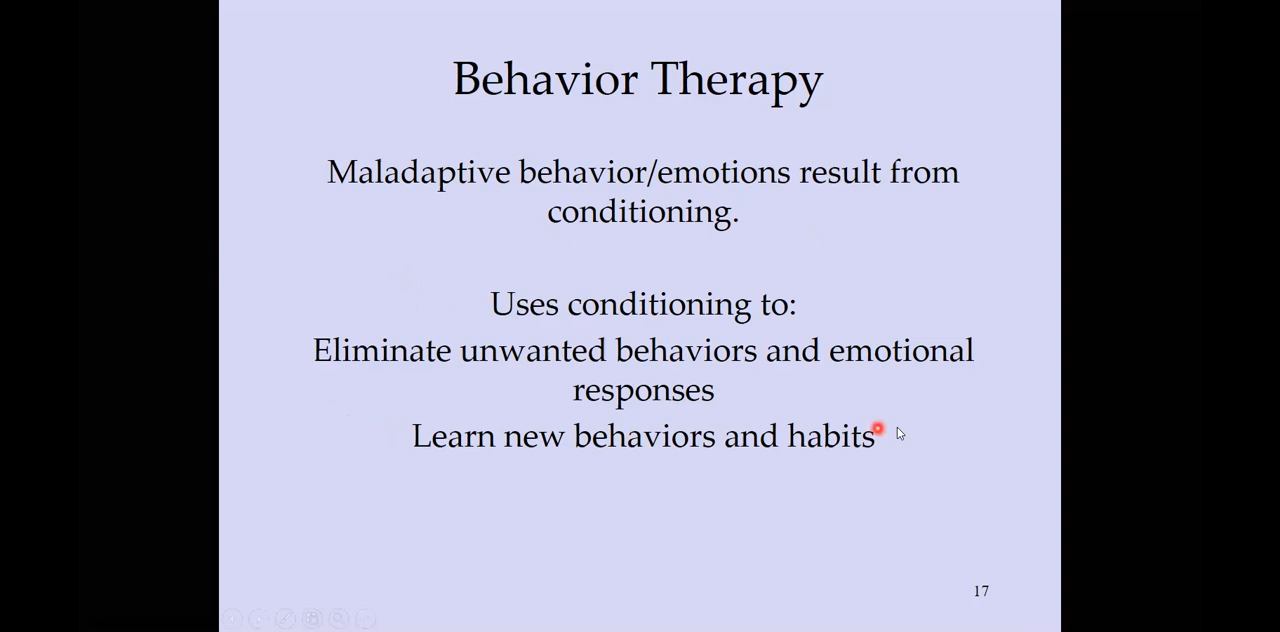 Behavior Therapy
Maladaptive behavior/emotions result from
conditioning.
Uses conditioning to:
Eliminate unwanted behaviors and emotional
responses
Learn new behaviors and habits
17